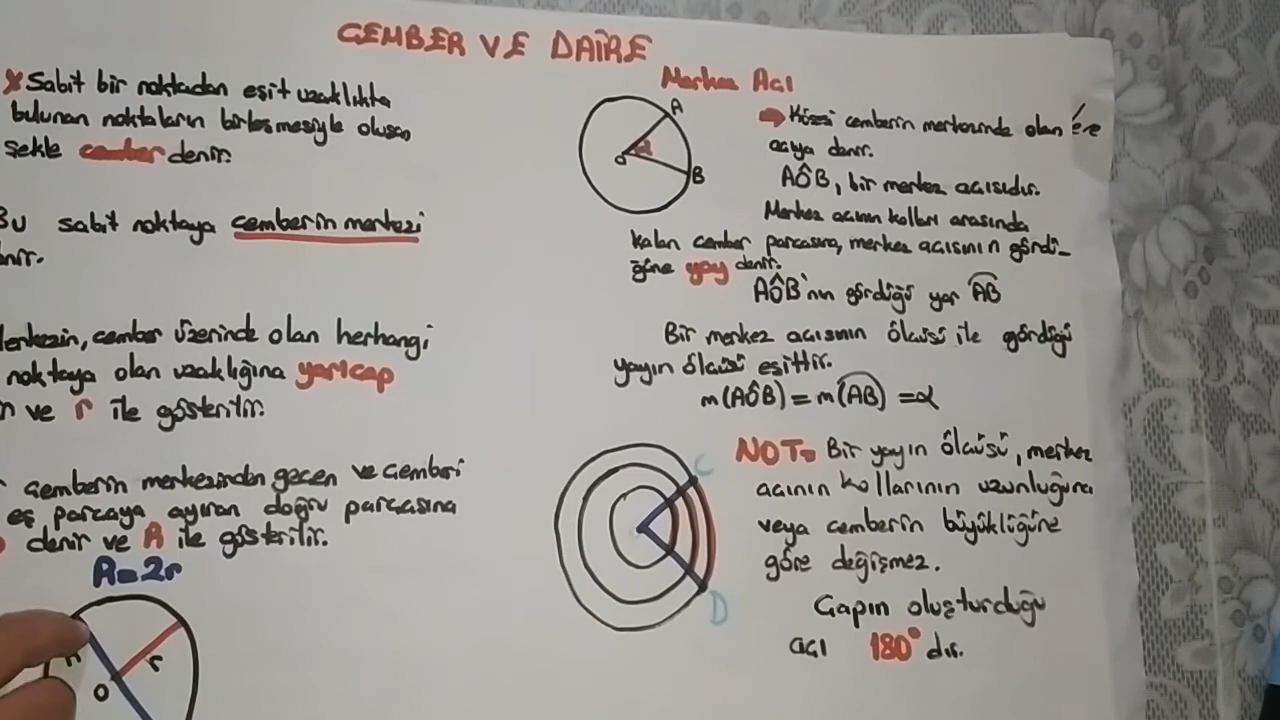 ÇEMBER VE DAİRE
* Sabit bir noktadan eşit uzaklıkta
bulunan noktaların birleşmesiyle oluşan
şekle çember denir.
Bu sabit noktaya çemberin merkezi
Merkezin, çember üzerinde olan herhangi
noktaya olan uzaklığına yarıçap
ve r ile gösterilir.
Çemberin merkezinden geçen ve çemberi
eş parçaya ayıran doğru parçasına
denir ve R ile gösterilir.
R=2r
r
O
Merkez Açı
A
O α
B
➡ Köşesi çemberin merkezinde olan
açıya denir.
AÔB, bir merkez açısıdır.
Merkez açının kolları arasında
kalan çember parçasına, merkez açısının gördü-
ğüne yay denir.
AÔB'nın gördüğü yay AB
Bir merkez açısının ölçüsü ile gördüğü
yayın ölçüsü eşittir.
m(AÔB) = m(AB) = α
C
D
NOT= Bir yayın ölçüsü, merkez
açının kollarının uzunluğuna
veya çemberin büyüklüğüne
göre değişmez.
Çapın oluşturduğu
açı 180° dir.